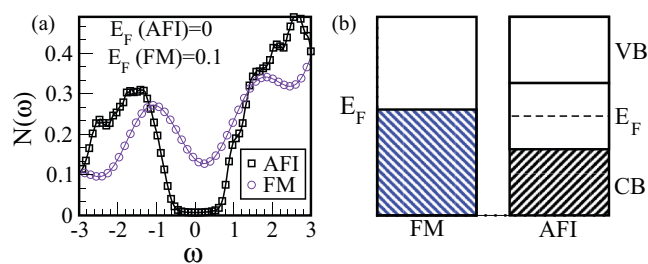 (a)
E_F (AFI)=0
E_F (FM)=0.1
N(ω)
0.4
0.3
0.2
0.1
0
AFI
FM
-3 -2 -1 0 1 2 3
ω
(b)
VB
E_F
E_F
CB
FM
AFI